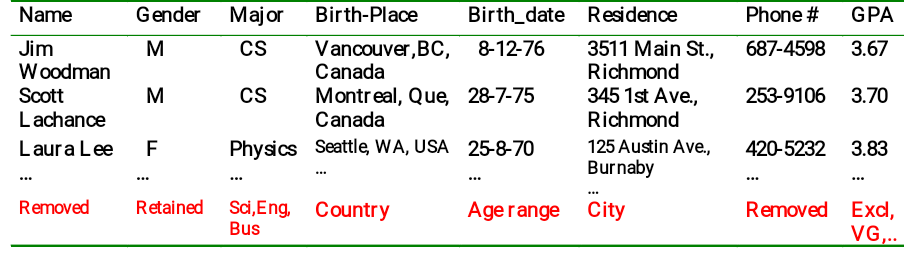 Name Gender Major Birth-Place Birth_date Residence Phone # GPA
Jim M CS Vancouver,BC, 8-12-76 3511 Main St., 687-4598 3.67
Woodman Canada Richmond
Scott M CS Montreal, Que, 28-7-75 345 1st Ave., 253-9106 3.70
Lachance Canada Richmond
Laura Lee F Physics Seattle, WA, USA 25-8-70 125 Austin Ave., 420-5232 3.83
... ... ... ... ... Burnaby ... ...
...
Removed Retained Sci,Eng, Country Age range City Removed Excl,
Bus VG,..